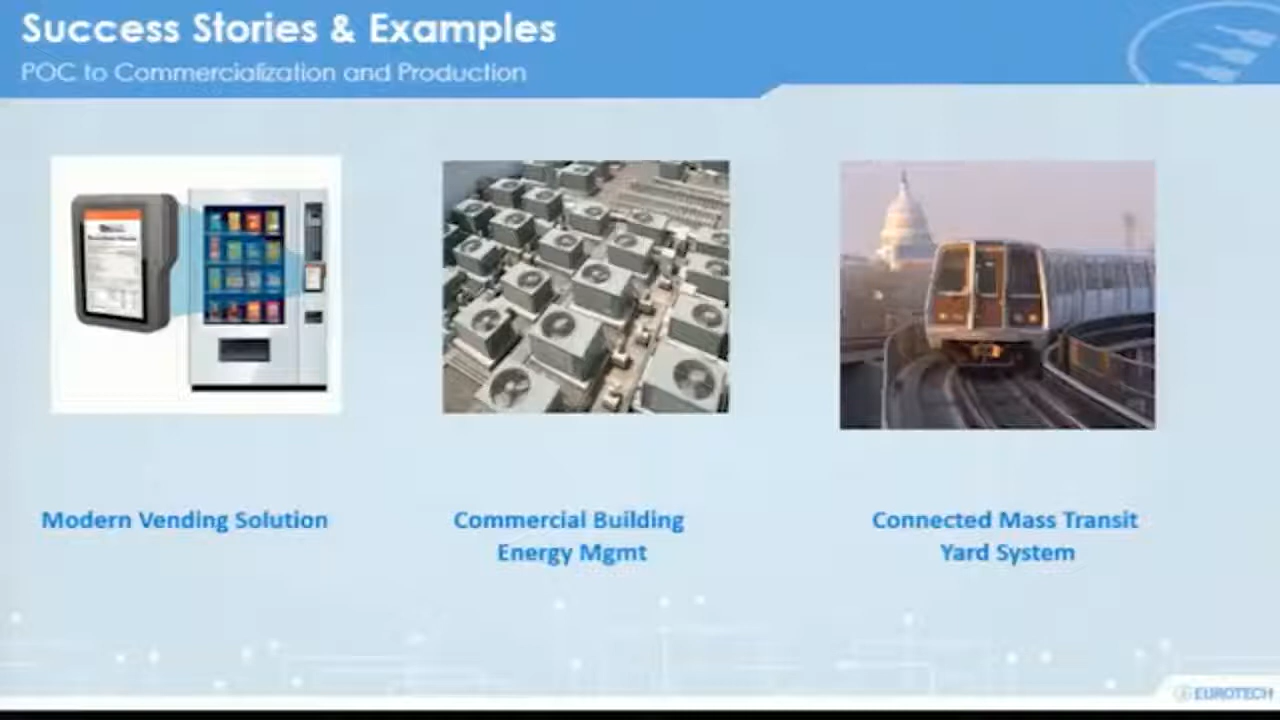 Success Stories & Examples
POC to Commercialization and Production
Modern Vending Solution
Commercial Building
Energy Mgmt
Connected Mass Transit
Yard System
EUROTECH